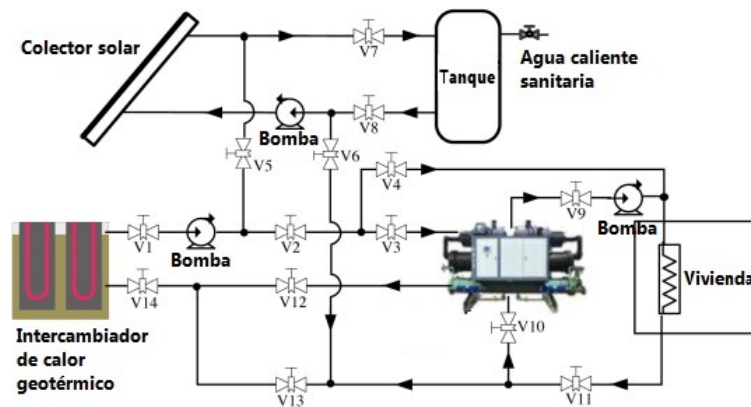 Colector solar
V7
Tanque
Agua caliente
sanitaria
Bomba
V8
V5
V6
V4
V9
Bomba
V1
Bomba
V2
V3
Vivienda
V14
V12
V10
Intercambiador
de calor
geotérmico
V13
V11